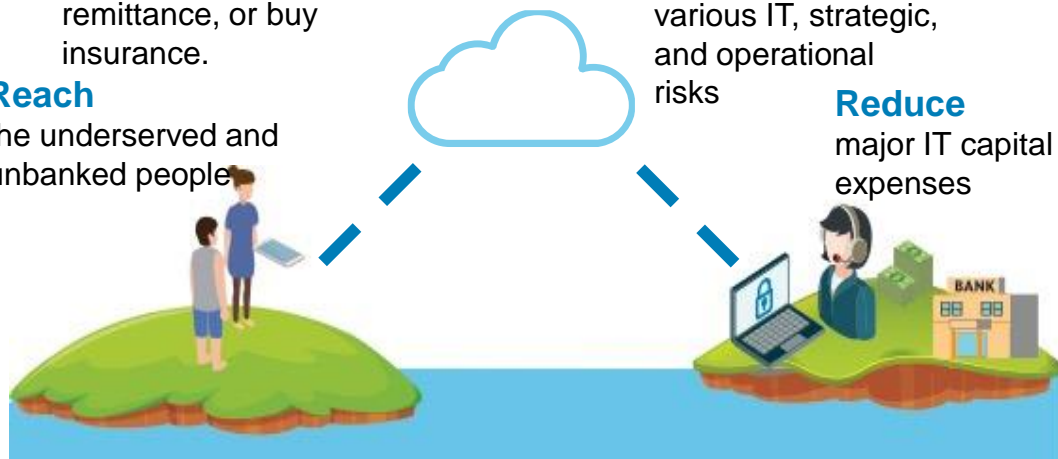 remittance, or buy
insurance.
Reach
the underserved and
unbanked people
various IT, strategic,
and operational
risks
Reduce
major IT capital
expenses
BANK